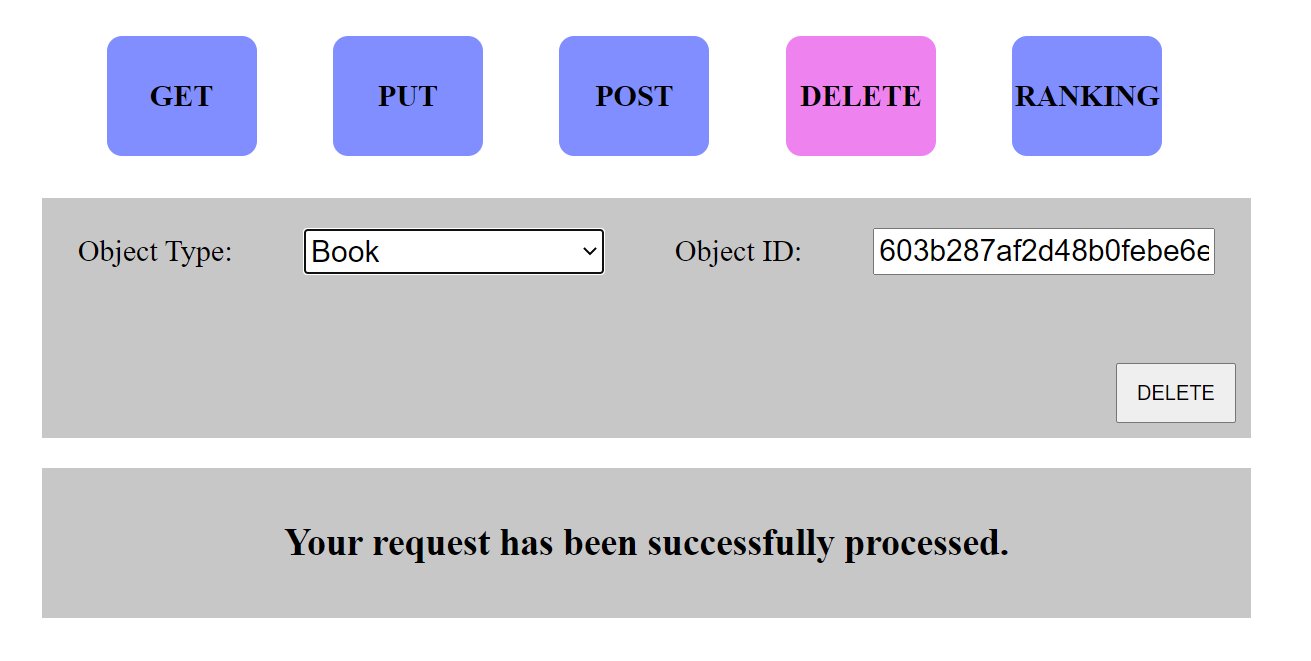 GET PUT POST DELETE RANKING
Object Type: Book Object ID: 603b287af2d48b0febe6e
DELETE
Your request has been successfully processed.